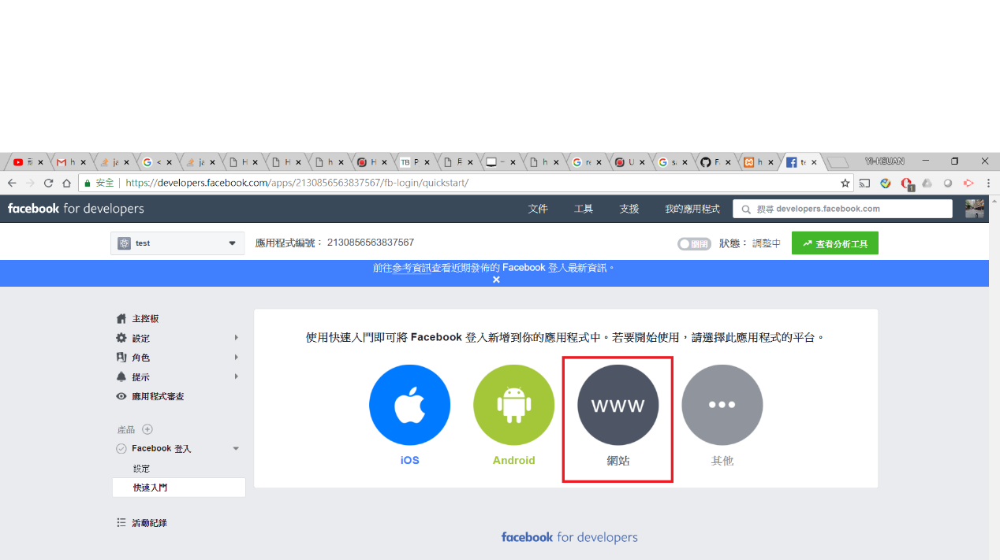 YI-HSUAN
安全 | https://developers.facebook.com/apps/2130856563837567/fb-login/quickstart/
facebook for developers 文件 工具 支援 我的應用程式 搜尋 developers.facebook.com
test 應用程式編號: 2130856563837567 關閉 狀態: 調整中 查看分析工具
前往參考資訊查看近期發佈的 Facebook 登入最新資訊。
主控板
設定
角色
提示
應用程式審查
產品
Facebook 登入
設定
快速入門
活動紀錄
使用快速入門即可將 Facebook 登入新增到你的應用程式中。若要開始使用,請選擇此應用程式的平台。
www
iOS Android 網站 其他
facebook for developers